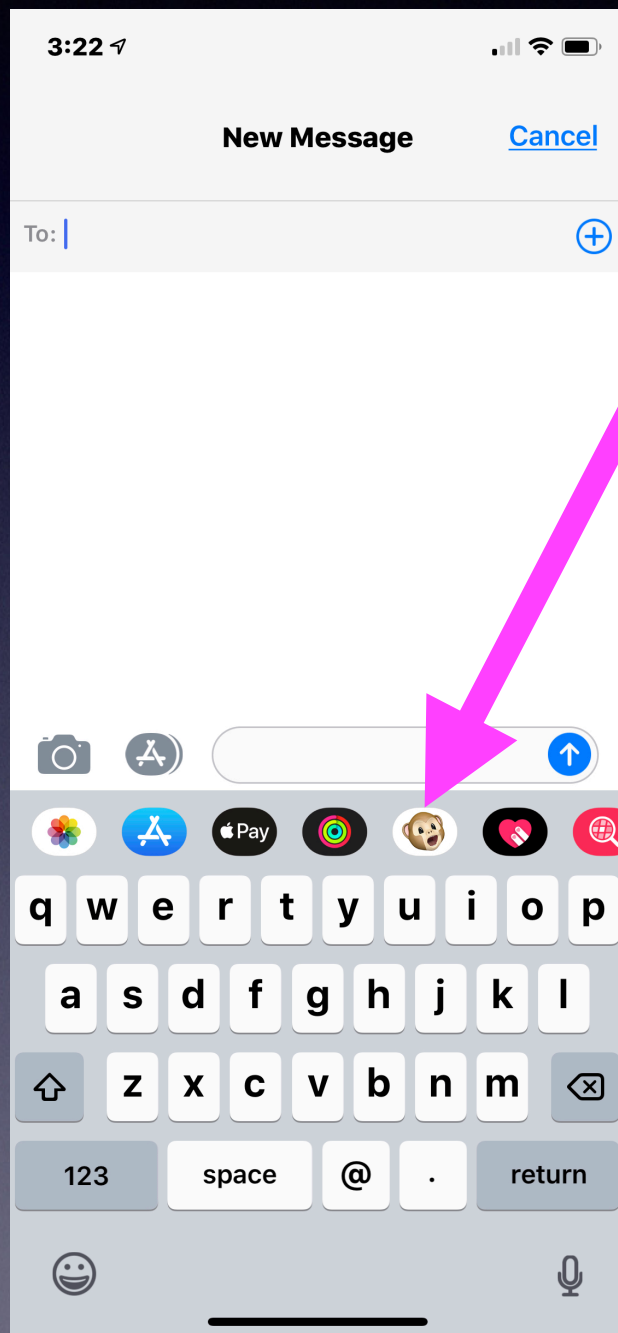 3:22
New Message Cancel
To:
Pay
q w e r t y u i o p
a s d f g h j k l
z x c v b n m
123 space @ . return